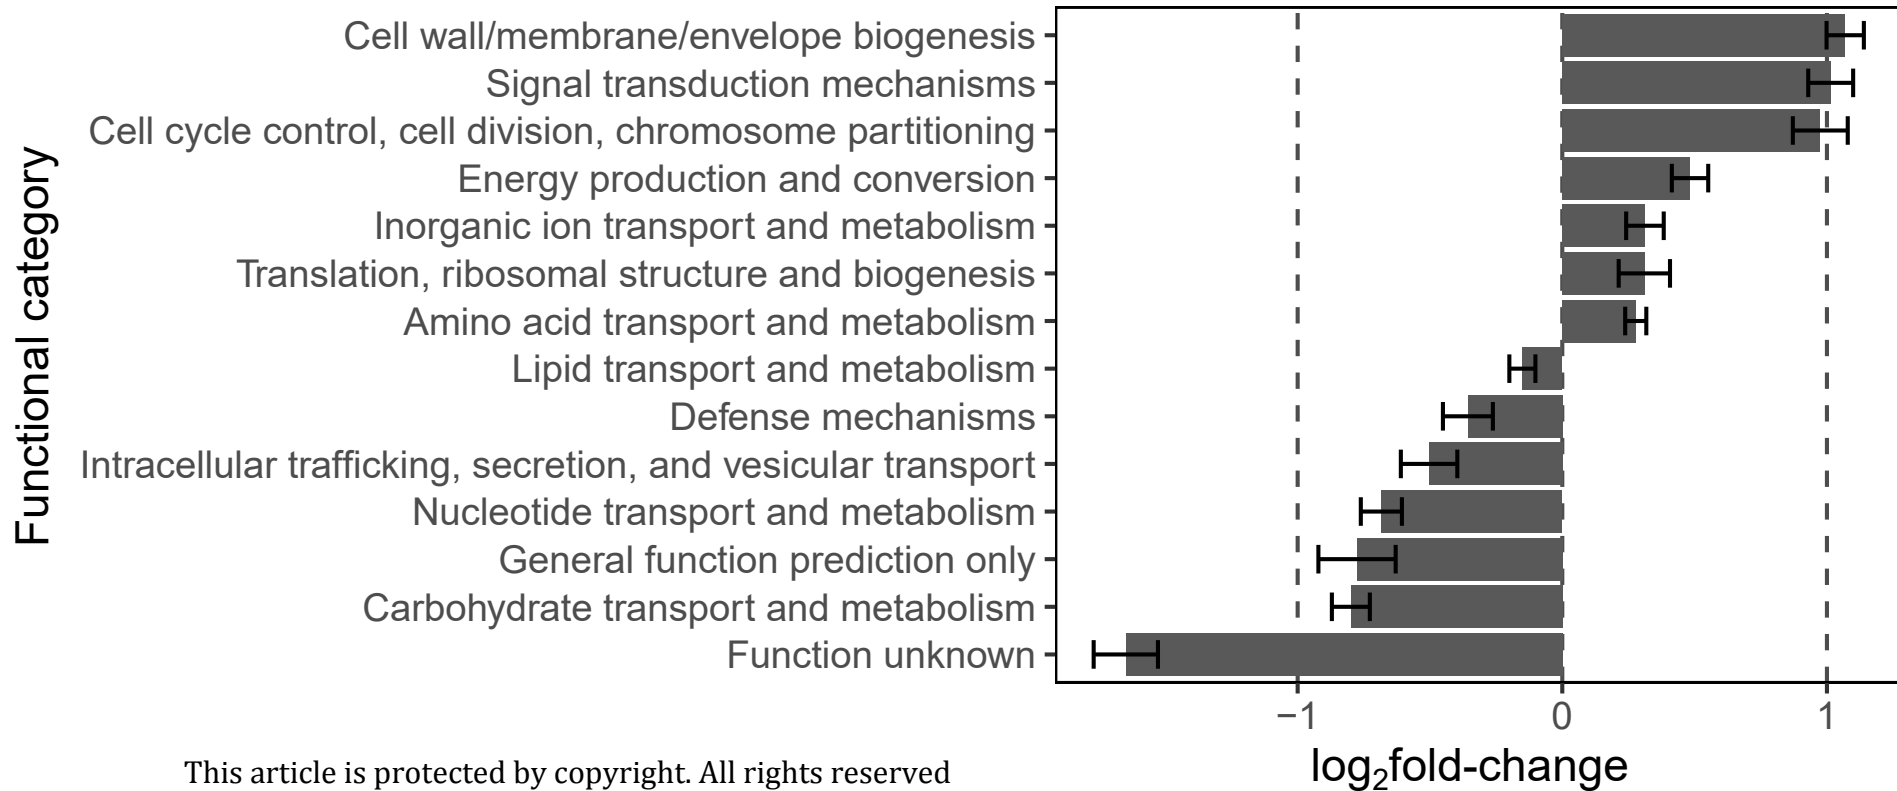 Functional category
Cell wall/membrane/envelope biogenesis
Signal transduction mechanisms
Cell cycle control, cell division, chromosome partitioning
Energy production and conversion
Inorganic ion transport and metabolism
Translation, ribosomal structure and biogenesis
Amino acid transport and metabolism
Lipid transport and metabolism
Defense mechanisms
Intracellular trafficking, secretion, and vesicular transport
Nucleotide transport and metabolism
General function prediction only
Carbohydrate transport and metabolism
Function unknown
−1 0 1
log₂fold-change
This article is protected by copyright. All rights reserved